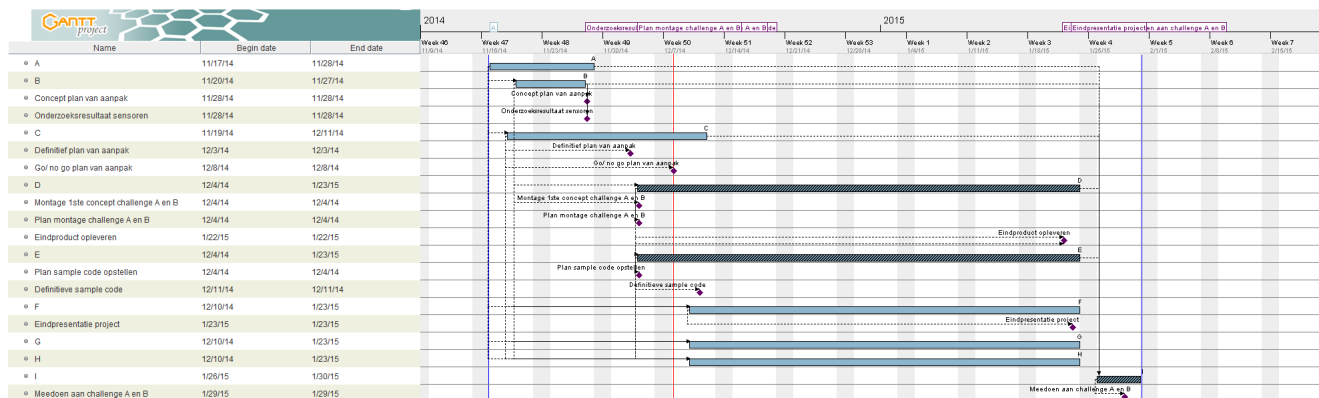 GANTT project
2014
2015
A
Onderzoeksresul Plan montage challenge A en B A en B de
Ei Eindpresentatie project en aan challenge A en B
Name Begin date End date
Week 46 Week 47 Week 48 Week 49 Week 50 Week 51 Week 52 Week 53 Week 1 Week 2 Week 3 Week 4 Week 5 Week 6 Week 7
11/9/14 11/16/14 11/23/14 11/30/14 12/7/14 12/14/14 12/21/14 12/28/14 1/4/15 1/11/15 1/18/15 1/25/15 2/1/15 2/8/15 2/15/15
A 11/17/14 11/28/14 A
B 11/20/14 11/27/14 B
Concept plan van aanpak 11/28/14 11/28/14 Concept plan van aanpak
Onderzoeksresultaat sensoren 11/28/14 11/28/14 Onderzoeksresultaat sensoren
C 11/19/14 12/11/14 C
Definitief plan van aanpak 12/3/14 12/3/14 Definitief plan van aanpak
Go/ no go plan van aanpak 12/8/14 12/8/14 Go/ no go plan van aanpak
D 12/4/14 1/23/15 D
Montage 1ste concept challenge A en B 12/4/14 12/4/14 Montage 1ste concept challenge A en B
Plan montage challenge A en B 12/4/14 12/4/14 Plan montage challenge A en B
Eindproduct opleveren 1/22/15 1/22/15 Eindproduct opleveren
E 12/4/14 1/23/15 E
Plan sample code opstellen 12/4/14 12/4/14 Plan sample code opstellen
Definitieve sample code 12/11/14 12/11/14 Definitieve sample code
F 12/10/14 1/23/15 F
Eindpresentatie project 1/23/15 1/23/15 Eindpresentatie project
G 12/10/14 1/23/15 G
H 12/10/14 1/23/15 H
I 1/26/15 1/30/15 I
Meedoen aan challenge A en B 1/29/15 1/29/15 Meedoen aan challenge A en B